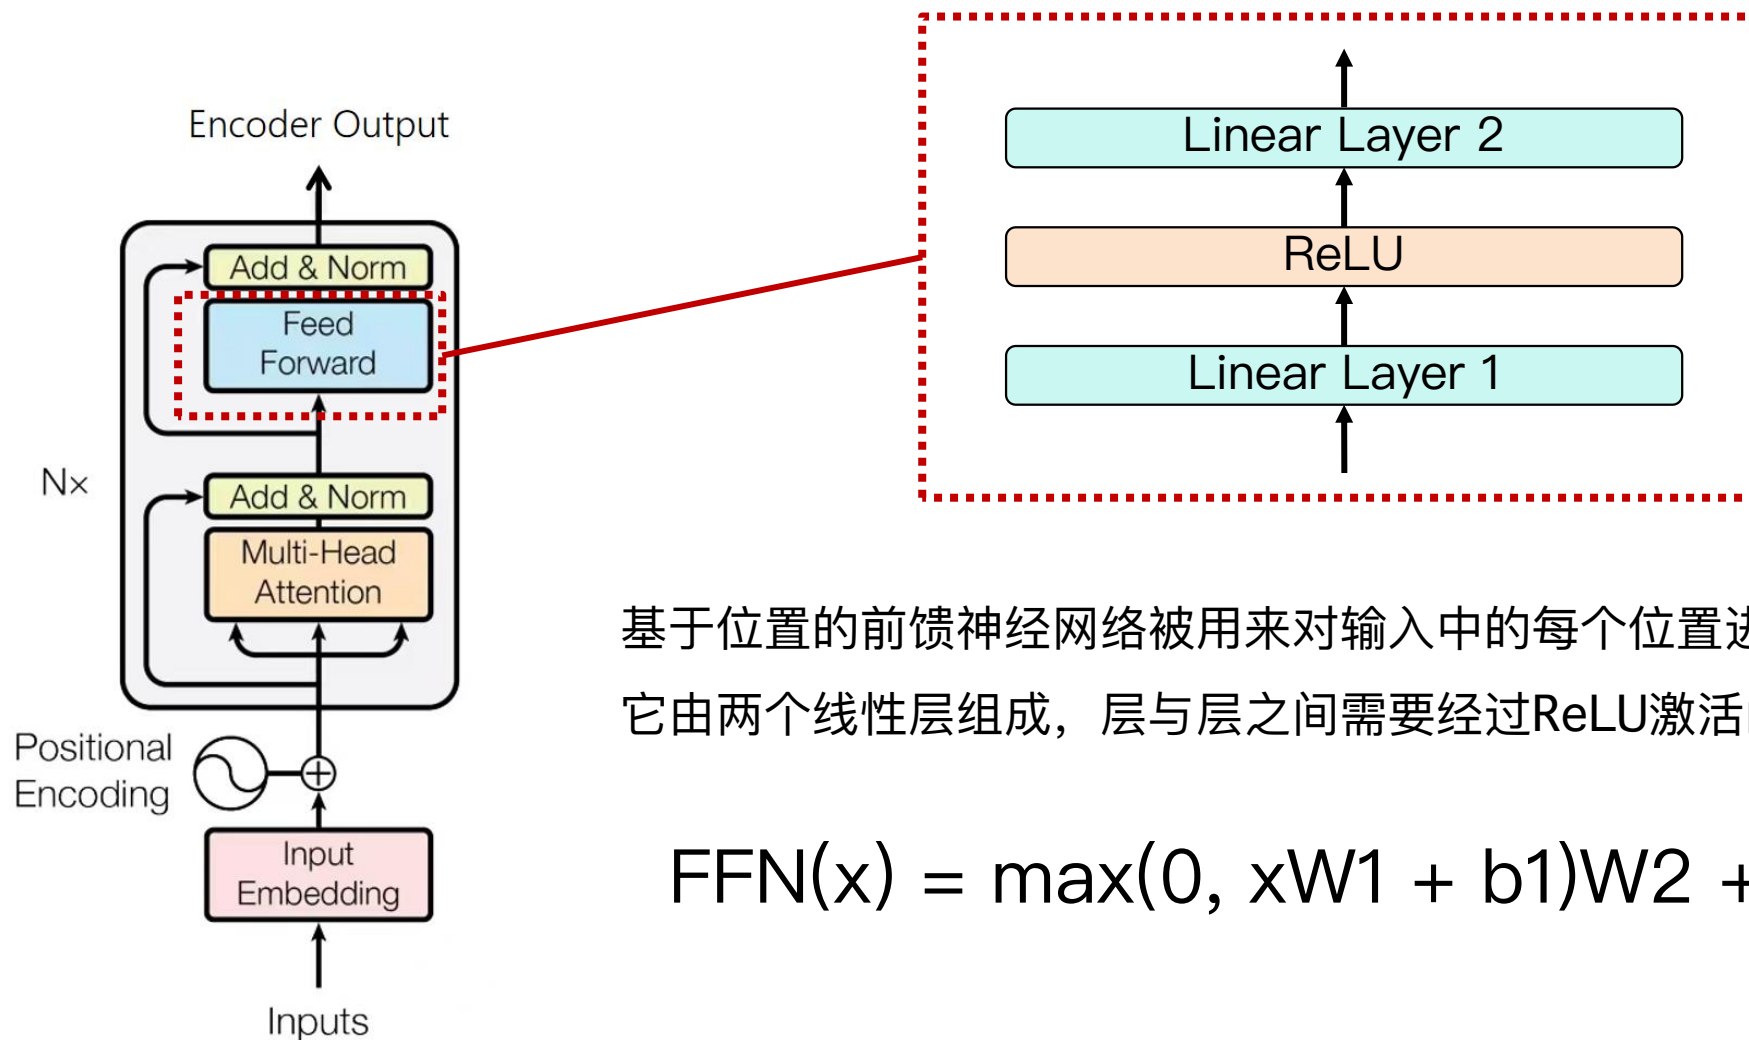 Encoder Output
Add & Norm
Feed
Forward
Add & Norm
Multi-Head
Attention
N×
Positional
Encoding
Input
Embedding
Inputs
Linear Layer 2
ReLU
Linear Layer 1
基于位置的前馈神经网络被用来对输入中的每个位置
它由两个线性层组成，层与层之间需要经过ReLU激活
FFN(x) = max(0, xW1 + b1)W2 +